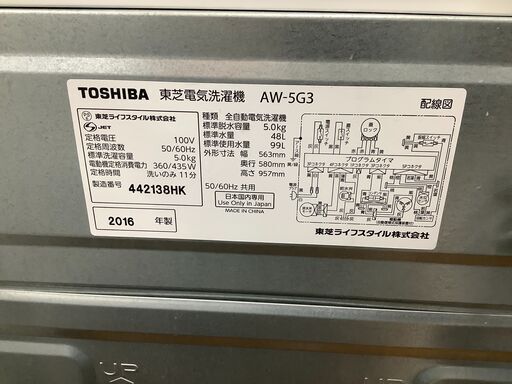 TOSHIBA 東芝電気洗濯機 AW-5G3 配線図
東芝ライフスタイル株式会社
JET
定格電圧 100V
定格周波数 50/60Hz
標準洗濯容量 5.0kg
電動機定格消費電力 360/435W
定格時間 洗いのみ 11分
製造番号 442138HK
2016 年製
種類 全自動電気洗濯機
標準脱水容量 5.0kg
標準水量 48L
標準使用水量 99L
外形寸法 幅 563mm
奥行 580mm
高さ 957mm
50/60Hz 共用
日本国内専用
Use Only in Japan
MADE IN CHINA
蓋
ロック
プログラムタイマ
東芝ライフスタイル株式会社
UP
UP